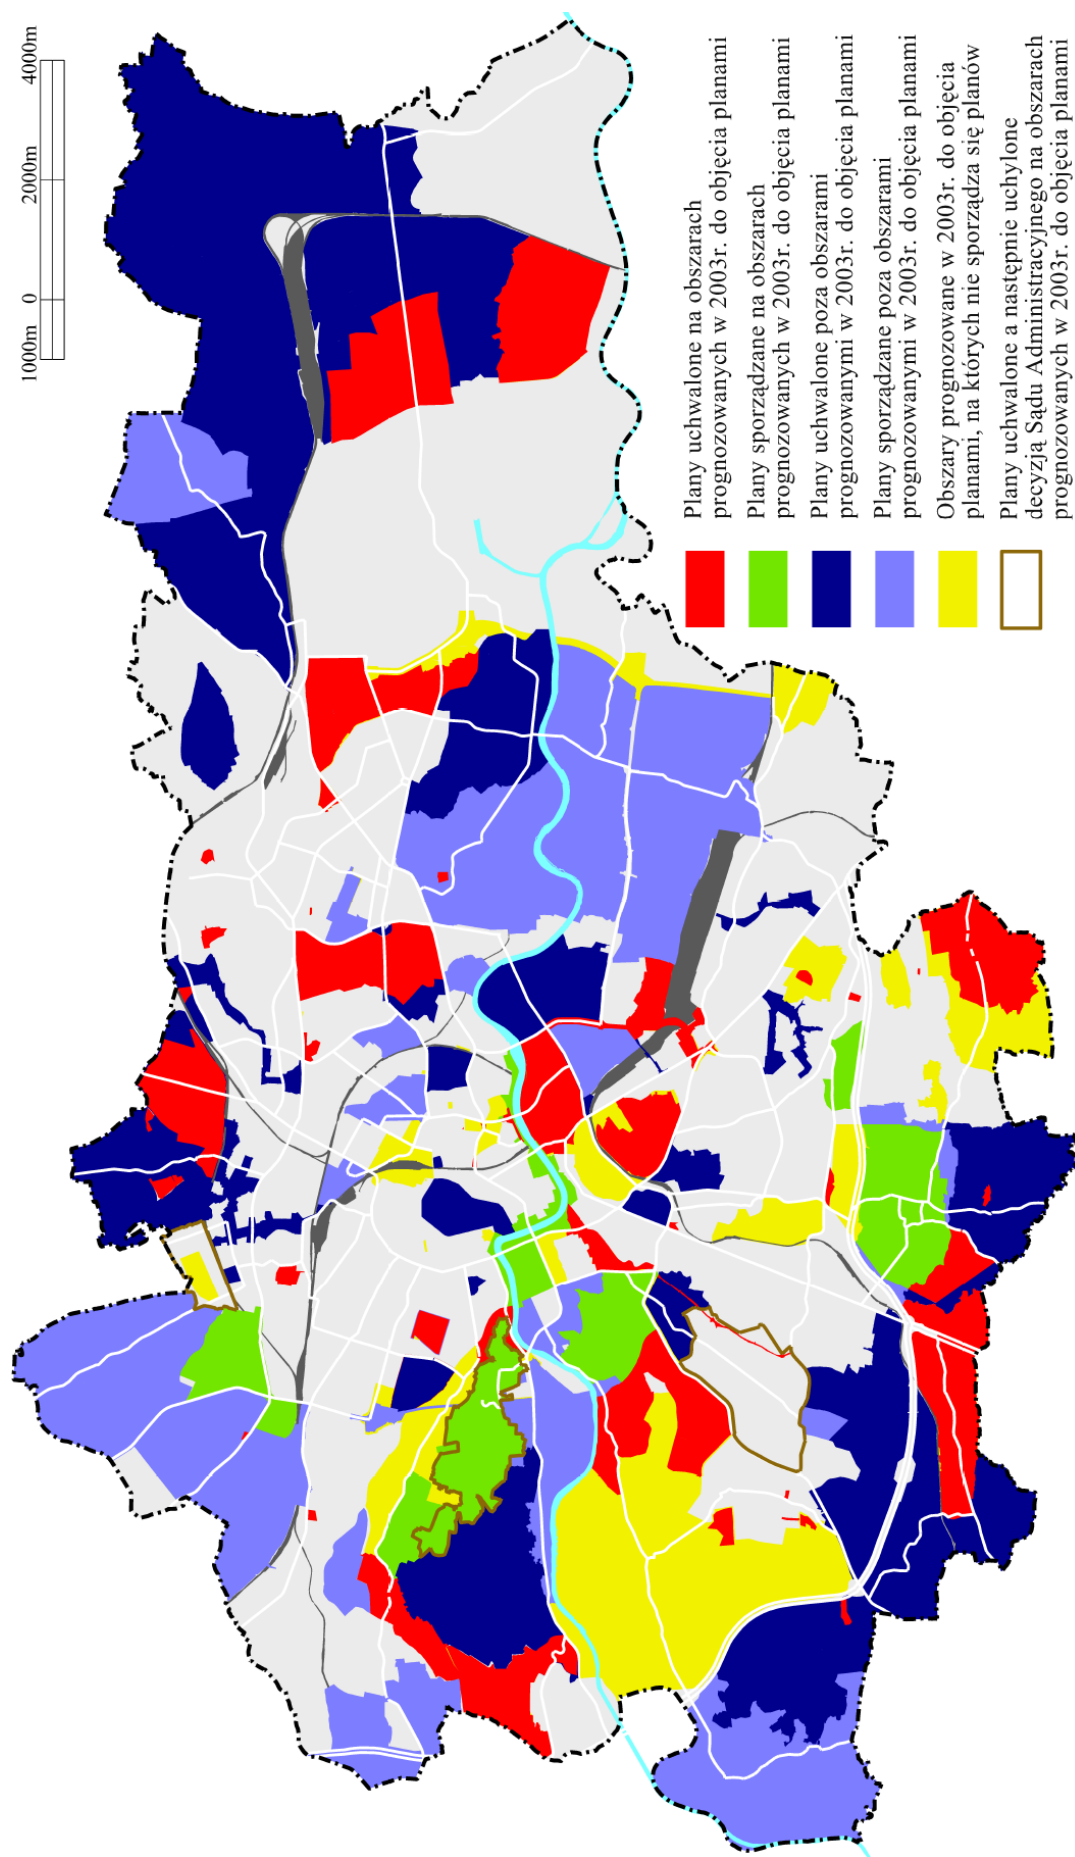 1000m 0 2000m 4000m
Plany uchwalone na obszarach
prognozowanych w 2003r. do objęcia planami
Plany sporządzane na obszarach
prognozowanych w 2003r. do objęcia planami
Plany uchwalone poza obszarami
prognozowanymi w 2003r. do objęcia planami
Plany sporządzane poza obszarami
prognozowanymi w 2003r. do objęcia planami
Obszary prognozowane w 2003r. do objęcia
planami, na których nie sporządza się planów
Plany uchwalone a następnie uchylone
decyzją Sądu Administracyjnego na obszarach
prognozowanych w 2003r. do objęcia planami